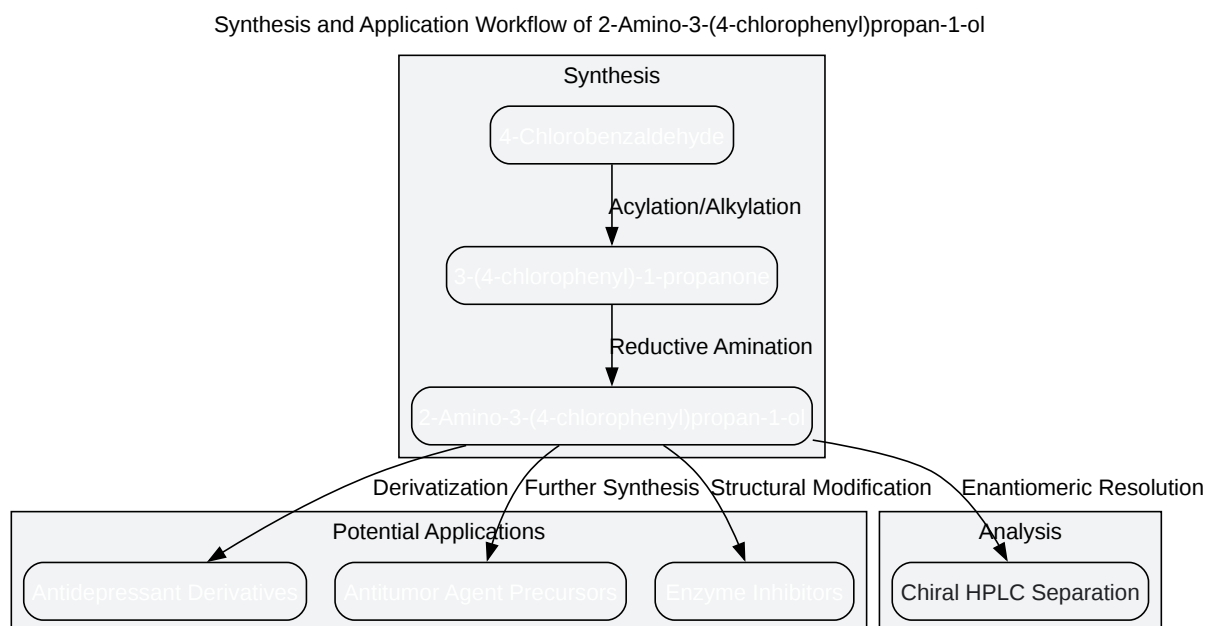 Synthesis and Application Workflow of 2-Amino-3-(4-chlorophenyl)propan-1-ol
Synthesis
4-Chlorobenzaldehyde
Acylation/Alkylation
3-(4-chlorophenyl)-1-propanone
Reductive Amination
2-Amino-3-(4-chlorophenyl)propan-1-ol
Derivatization
Further Synthesis
Structural Modification
Enantiomeric Resolution
Potential Applications
Analysis
Antidepressant Derivatives
Antitumor Agent Precursors
Enzyme Inhibitors
Chiral HPLC Separation